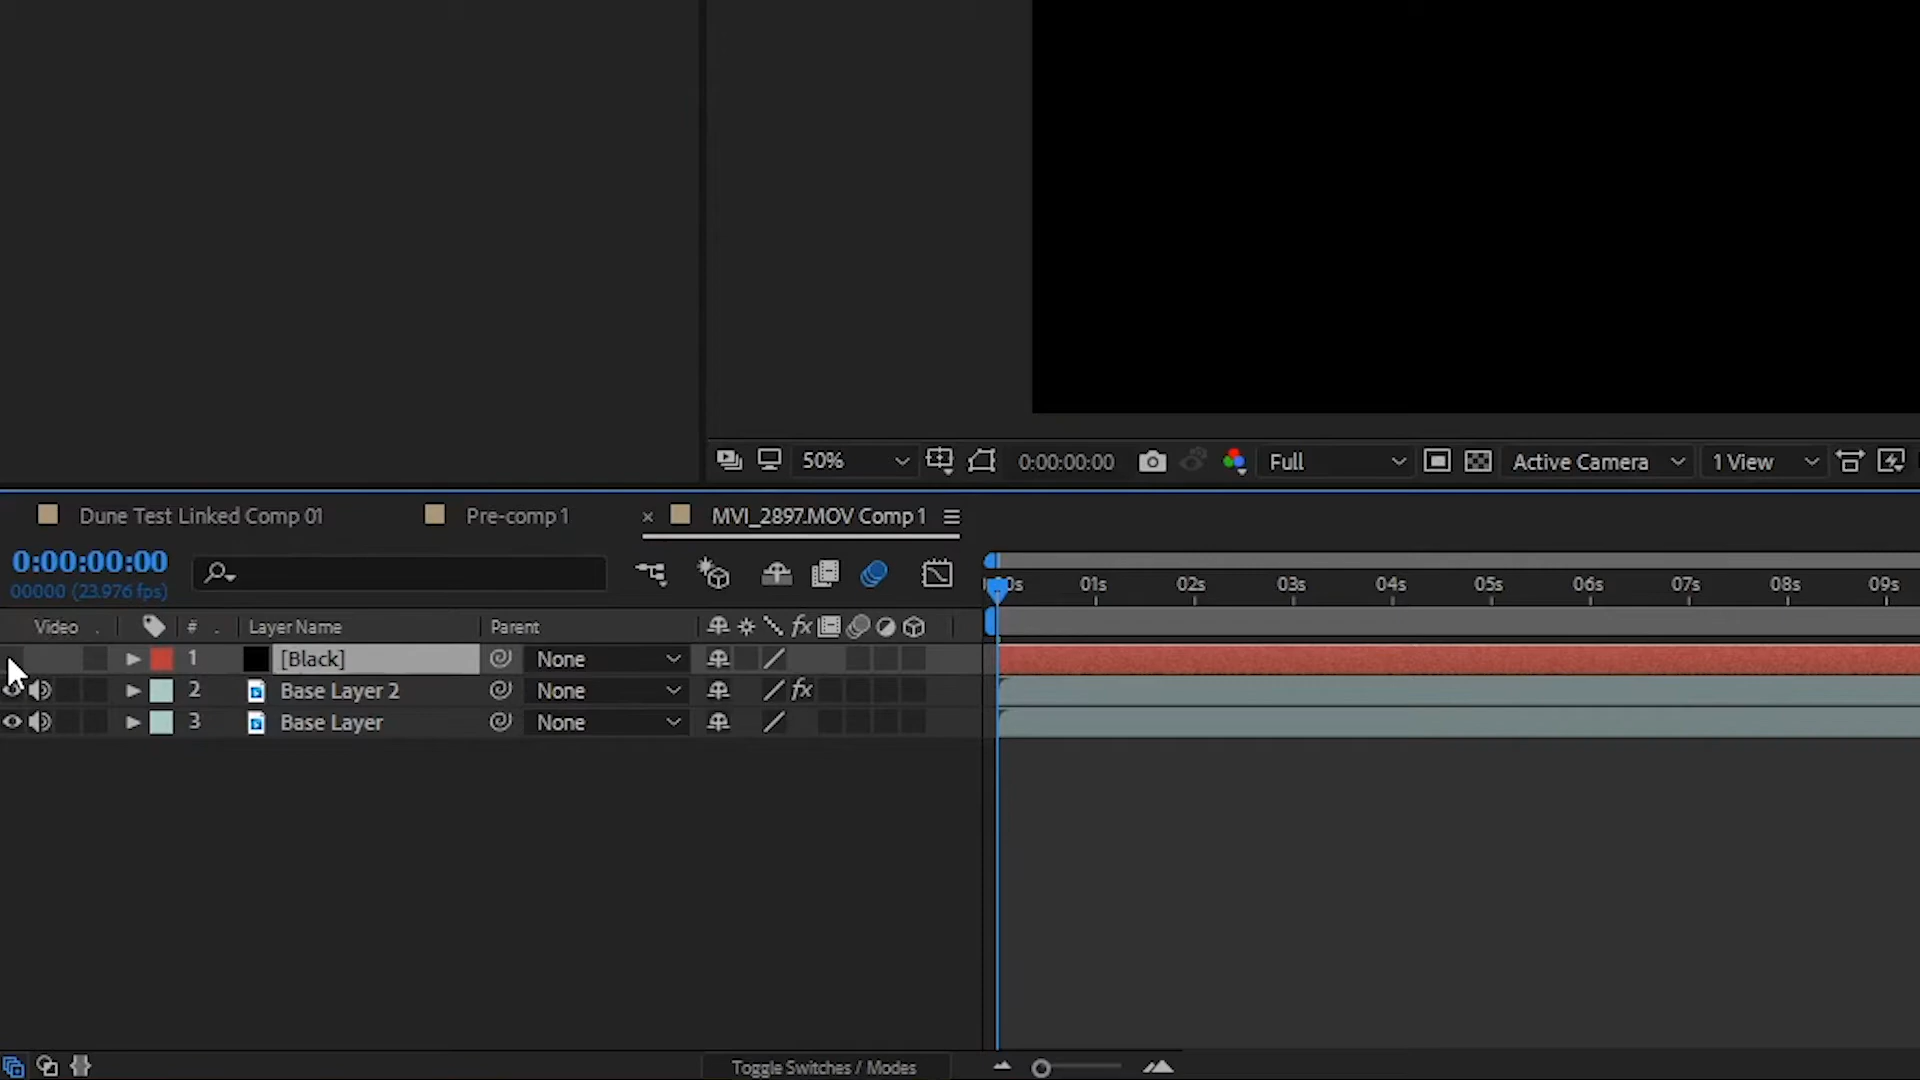 50%
0:00:00:00
Full
Active Camera
1 View
Dune Test Linked Comp 01
Pre-comp 1
× MVI_2897.MOV Comp 1
0:00:00:00
00000 (23.976 fps)
00s 01s 02s 03s 04s 05s 06s 07s 08s 09s
Video # Layer Name Parent fx
1 [Black] None
2 Base Layer 2 None fx
3 Base Layer None
Toggle Switches / Modes